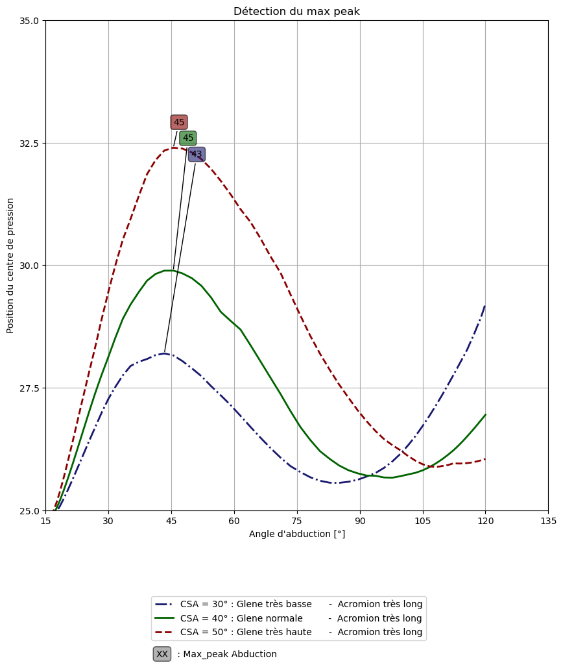 Détection du max peak
35.0
32.5
30.0
27.5
25.0
Position du centre de pression
45
45
43
15 30 45 60 75 90 105 120 135
Angle d'abduction [°]
CSA = 30° : Glene très basse - Acromion très long
CSA = 40° : Glene normale - Acromion très long
CSA = 50° : Glene très haute - Acromion très long
XX : Max_peak Abduction